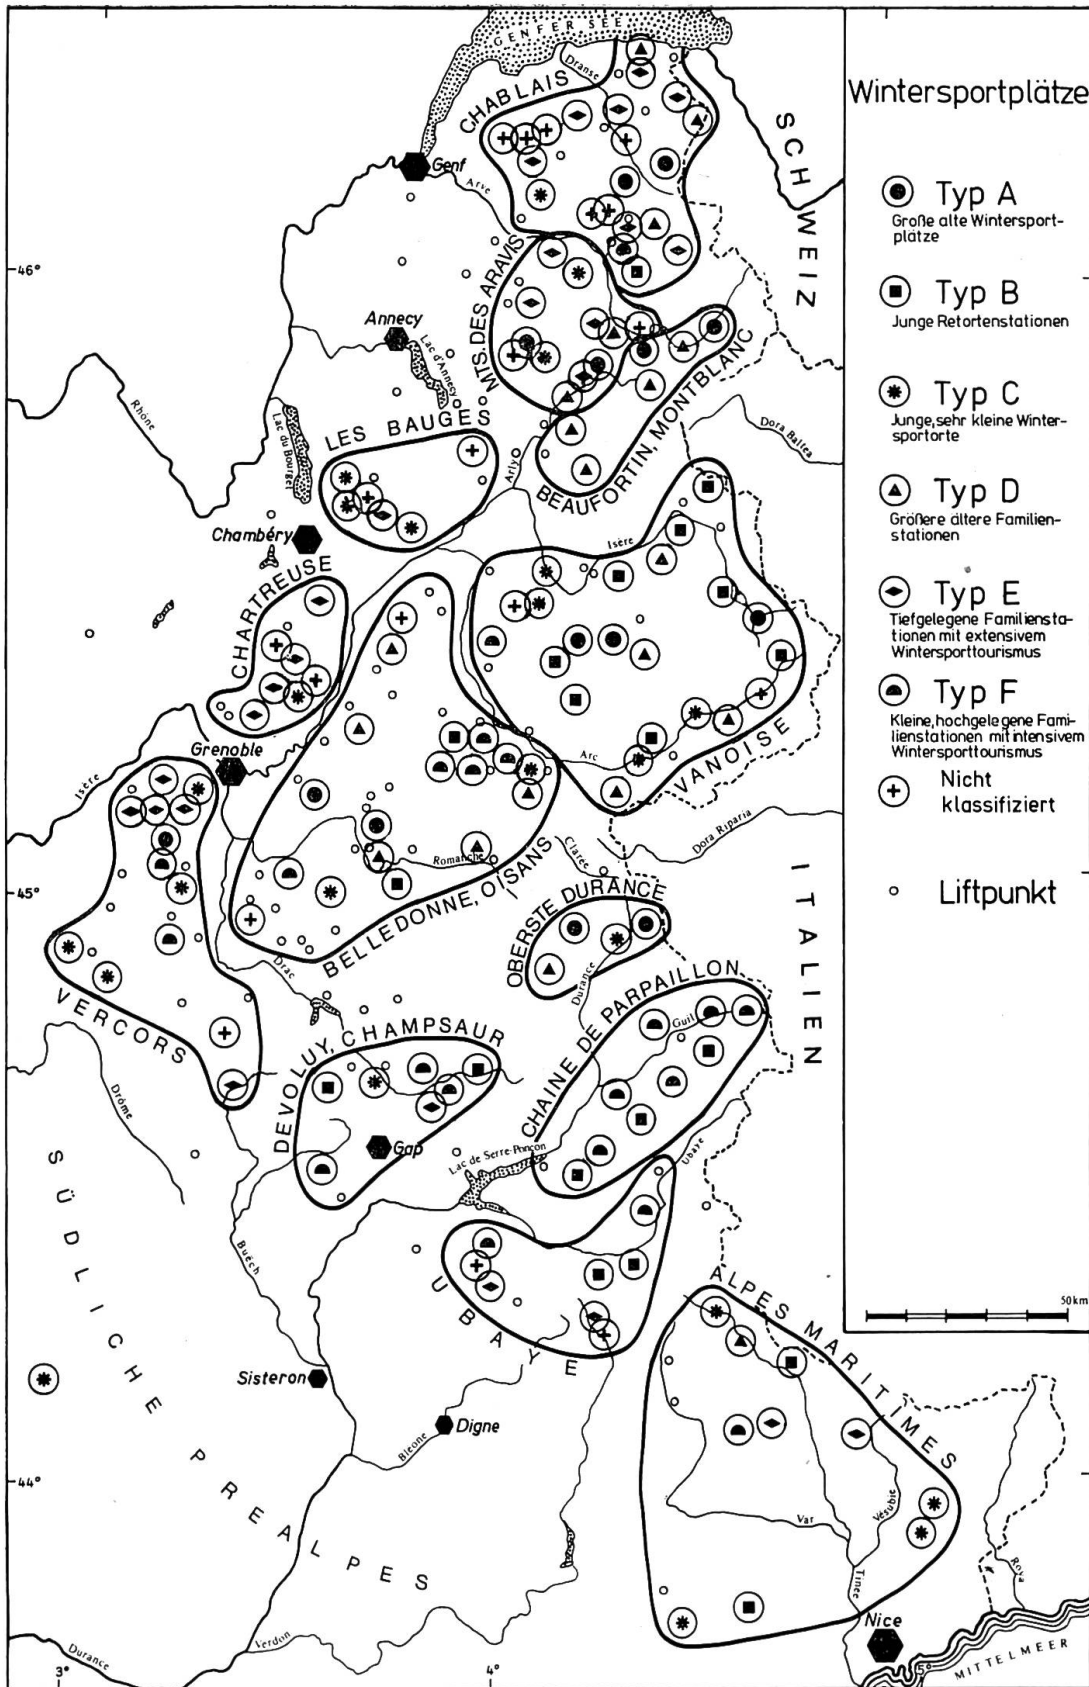 GENFER SEE
Dranse
CHABLAIS
SCHWEIZ
Genf
Arve
46°
MTS. DES ARAVIS
Annecy
Lac d'Annecy
Rhône
Lac du Bourget
LES BAUGES
Arly
BEAUFORTIN, MONTBLANC
Dora Baltea
Chambéry
Isère
CHARTREUSE
Grenoble
Isère
Arc
VANOISE
Dora Riparia
Romanche
Clarée
45°
BELLEDONNE, OISANS
OBERSTE DURANCE
ITALIEN
Drac
Durance
VERCORS
DEVOLUY, CHAMPSAUR
CHAINE DE PARPAILLON
Guil
Drôme
Gap
Lac de Serre-Ponçon
Ubaye
SÜDLICHE PREALPES
Buëch
UBAYE
ALPES MARITIMES
Sisteron
Digne
Bléone
44°
Var
Vésubie
Tinée
Roya
Nice
Durance
Verdon
3°
4°
5°
MITTELMEER
Wintersportplätze
Typ A
Große alte Wintersport-
plätze
Typ B
Junge Retortenstationen
Typ C
Junge, sehr kleine Winter-
sportorte
Typ D
Größere ältere Familien-
stationen
Typ E
Tiefgelegene Familiensta-
tionen mit extensivem
Wintersporttourismus
Typ F
Kleine, hochgelegene Fami-
lienstationen mit intensivem
Wintersporttourismus
Nicht
klassifiziert
Liftpunkt
50 km